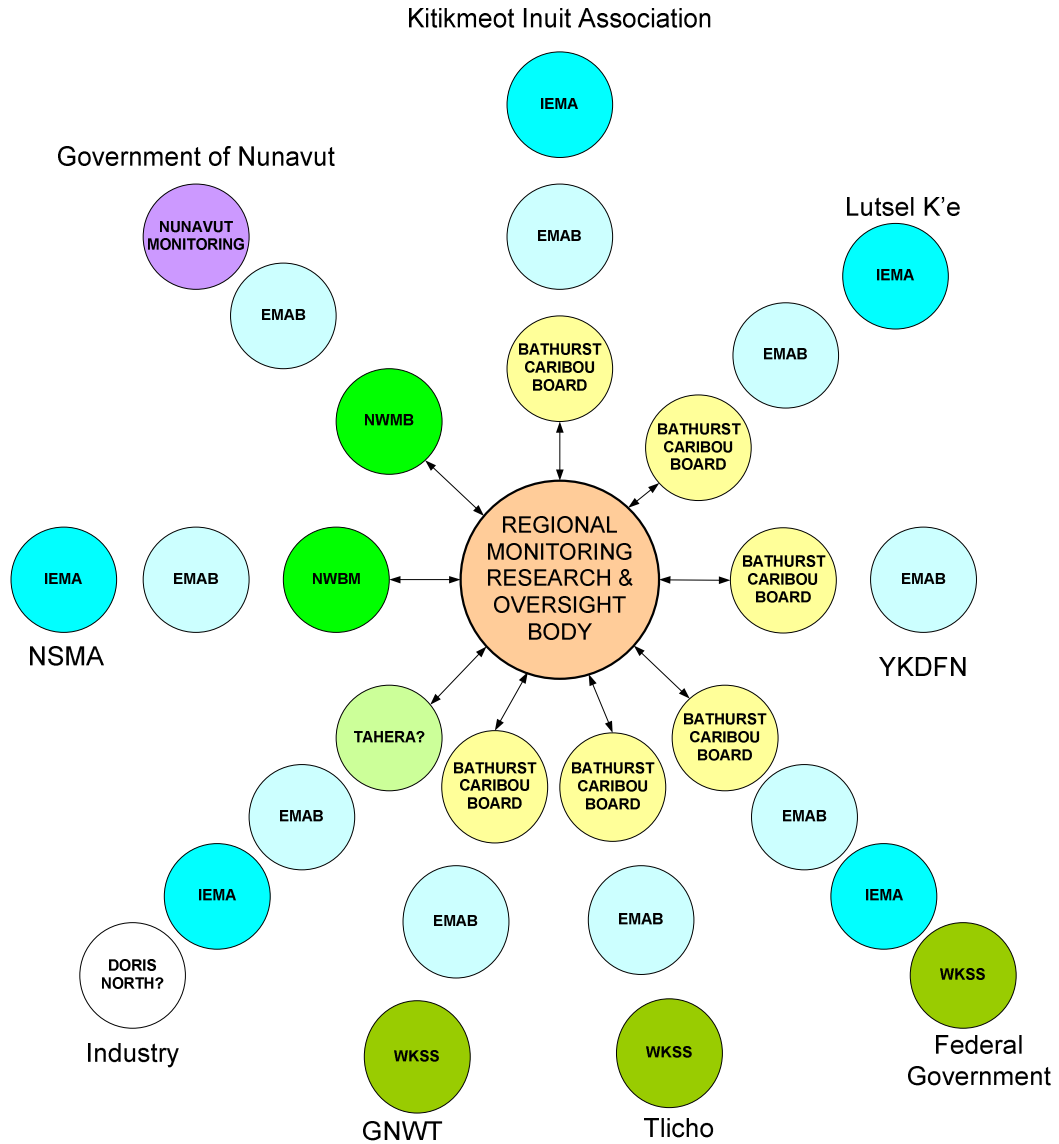 Kitikmeot Inuit Association
IEMA
Government of Nunavut
NUNAVUT
MONITORING
EMAB
Lutsel K'e
IEMA
EMAB
EMAB
BATHURST
CARIBOU
BOARD
NWMB
BATHURST
CARIBOU
BOARD
REGIONAL
MONITORING
RESEARCH &
OVERSIGHT
BODY
IEMA
EMAB
NWBM
NSMA
BATHURST
CARIBOU
BOARD
EMAB
YKDFN
TAHERA?
BATHURST
CARIBOU
BOARD
BATHURST
CARIBOU
BOARD
BATHURST
CARIBOU
BOARD
EMAB
EMAB
IEMA
IEMA
EMAB
EMAB
DORIS
NORTH?
Industry
WKSS
Federal
Government
WKSS
GNWT
WKSS
Tlicho